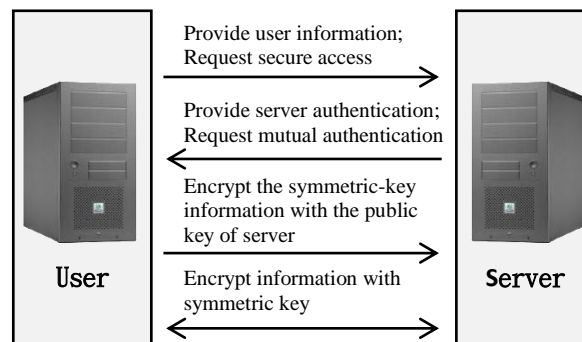 Provide user information;
Request secure access
Provide server authentication;
Request mutual authentication
Encrypt the symmetric-key
information with the public
key of server
Encrypt information with
symmetric key
User
Server